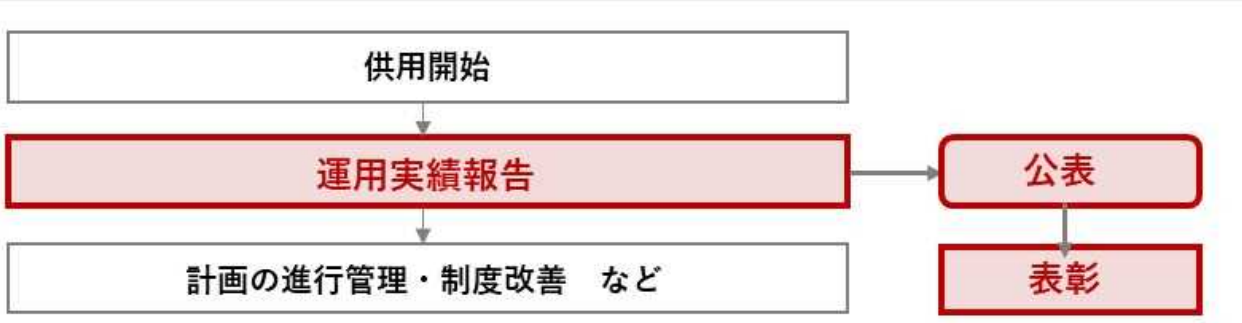 供用開始
運用実績報告
公表
計画の進行管理・制度改善　など
表彰